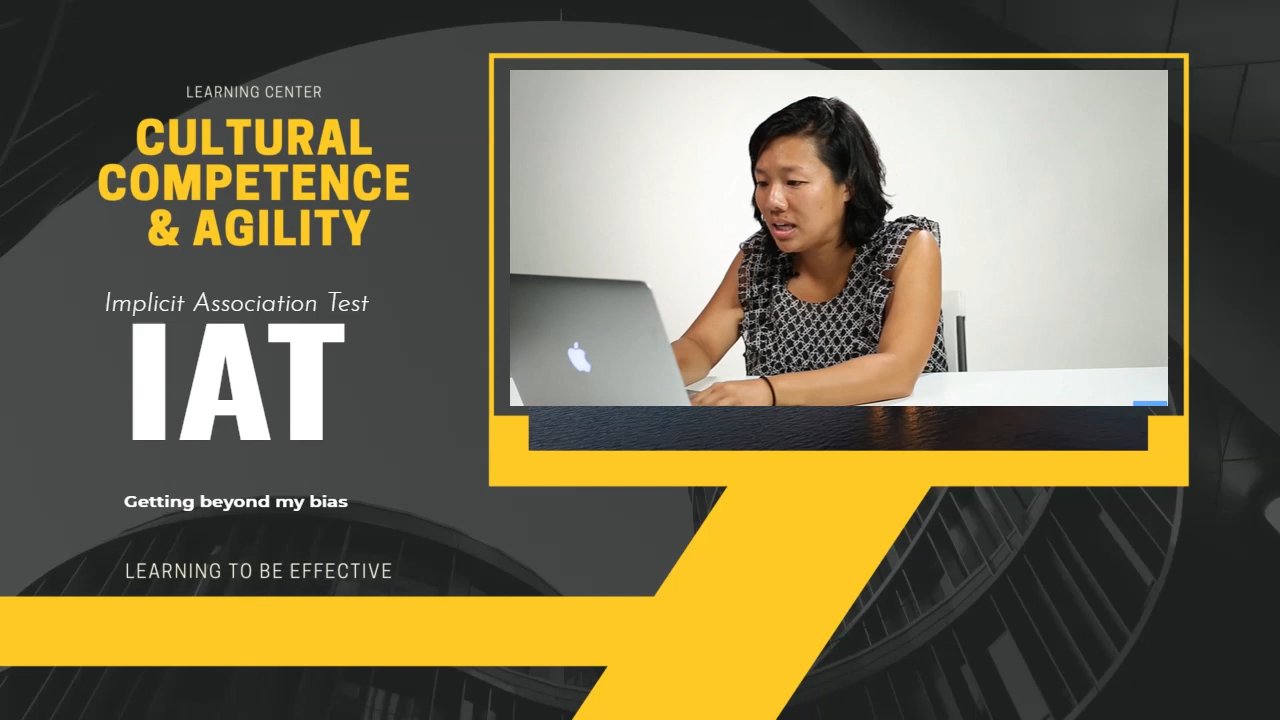 LEARNING CENTER
CULTURAL
COMPETENCE
& AGILITY
Implicit Association Test
IAT
Getting beyond my bias
LEARNING TO BE EFFECTIVE